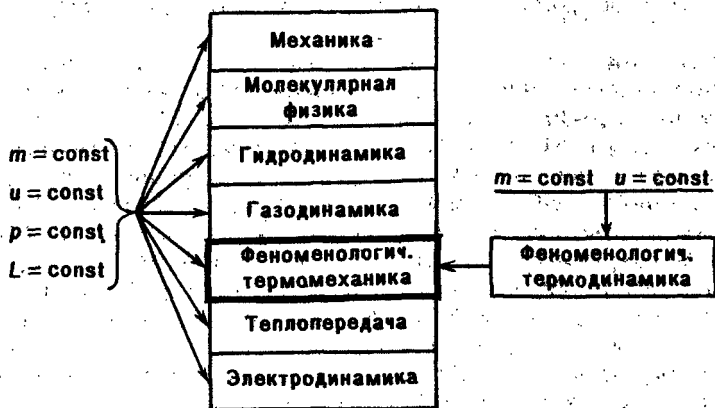 Механика
Молекулярная
физика
Гидродинамика
Газодинамика
Феноменологич.
термомеханика
Теплопередача
Электродинамика
m = const
u = const
p = const
L = const
m = const u = const
Феноменологич.
термодинамика